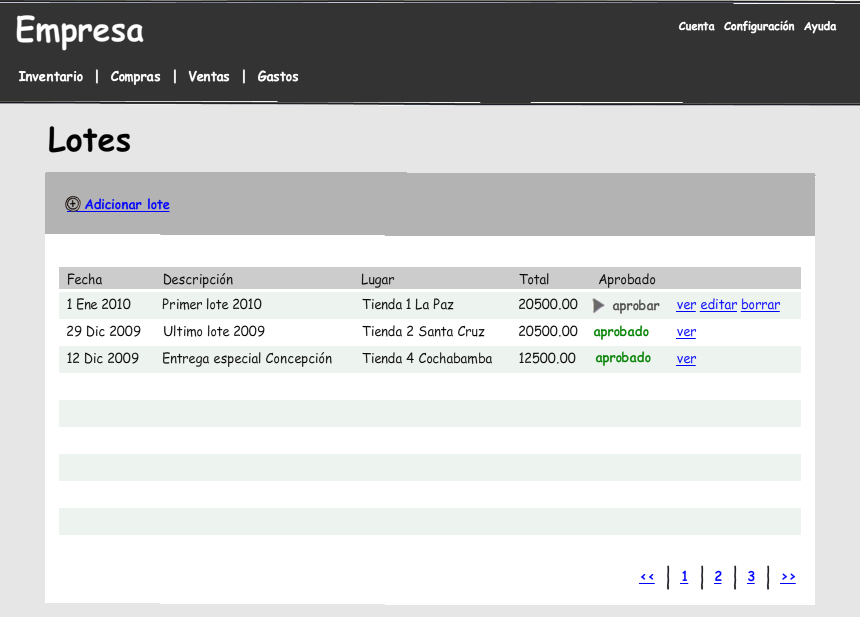 Empresa
Cuenta Configuración Ayuda
Inventario | Compras | Ventas | Gastos
Lotes
Adicionar lote
Fecha Descripción Lugar Total Aprobado
1 Ene 2010 Primer lote 2010 Tienda 1 La Paz 20500,00 aprobar ver editar borrar
29 Dic 2009 Ultimo lote 2009 Tienda 2 Santa Cruz 20500,00 aprobado ver
12 Dic 2009 Entrega especial Concepción Tienda 4 Cochabamba 12500,00 aprobado ver
<< | 1 | 2 | 3 | >>